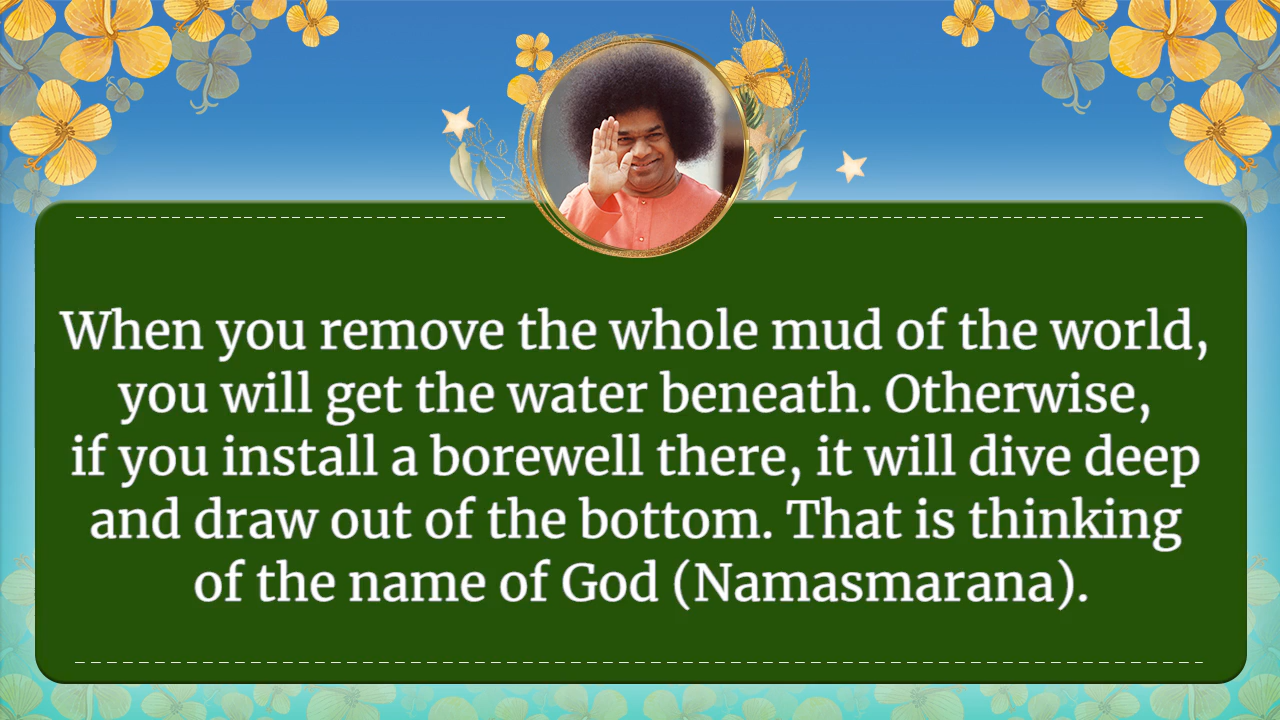 When you remove the whole mud of the world,
you will get the water beneath. Otherwise,
if you install a borewell there, it will dive deep
and draw out of the bottom. That is thinking
of the name of God (Namasmarana).